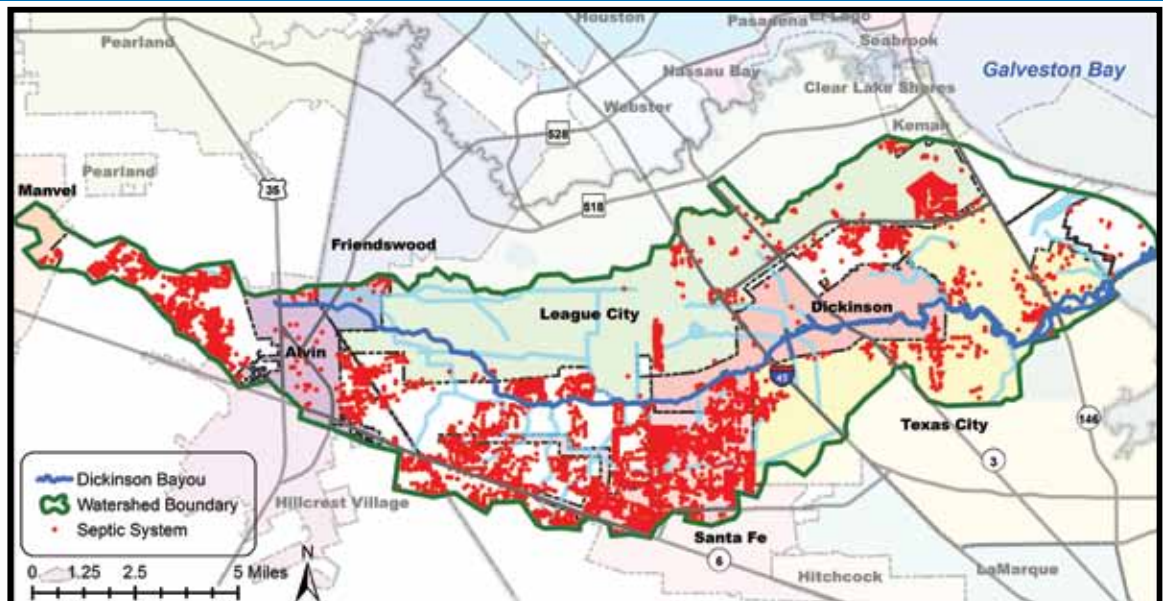 Houston
Pasadena
El Lago
Pearland
Seabrook
Nassau Bay
Galveston Bay
Clear Lake Shores
Webster
Kemah
528
Pearland
Manvel
35
518
Friendswood
League City
Dickinson
Alvin
45
146
Texas City
3
Dickinson Bayou
Watershed Boundary
Septic System
Hillcrest Village
Santa Fe
6
Hitchcock
LaMarque
N
0 1.25 2.5 5 Miles